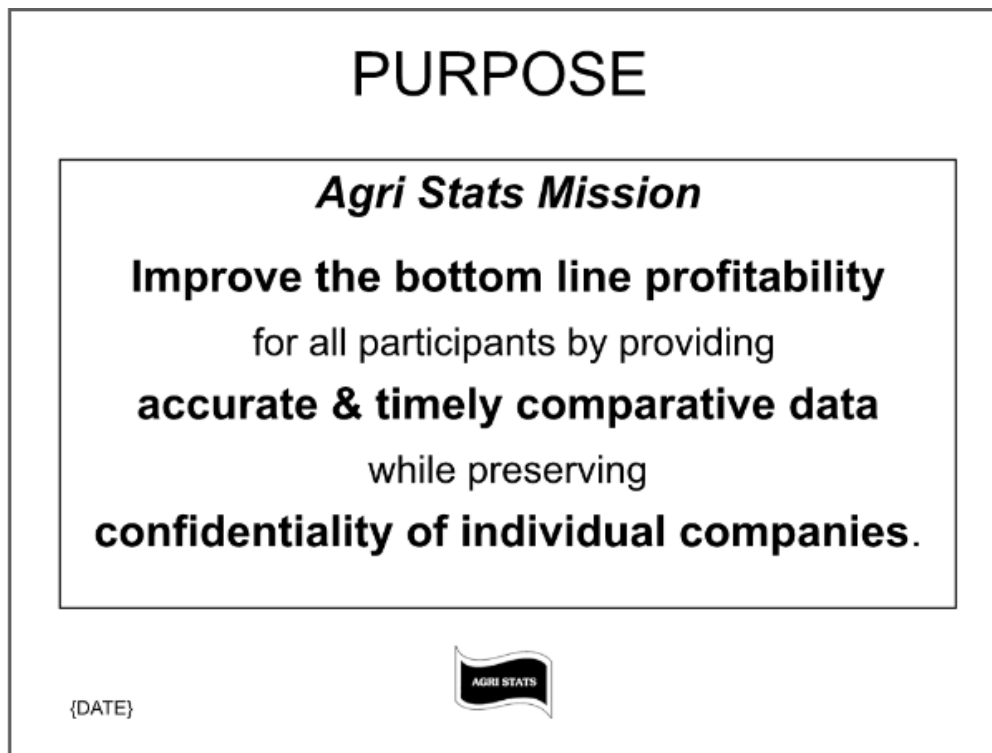 PURPOSE
Agri Stats Mission
Improve the bottom line profitability
for all participants by providing
accurate & timely comparative data
while preserving
confidentiality of individual companies.
AGRI STATS
{DATE}